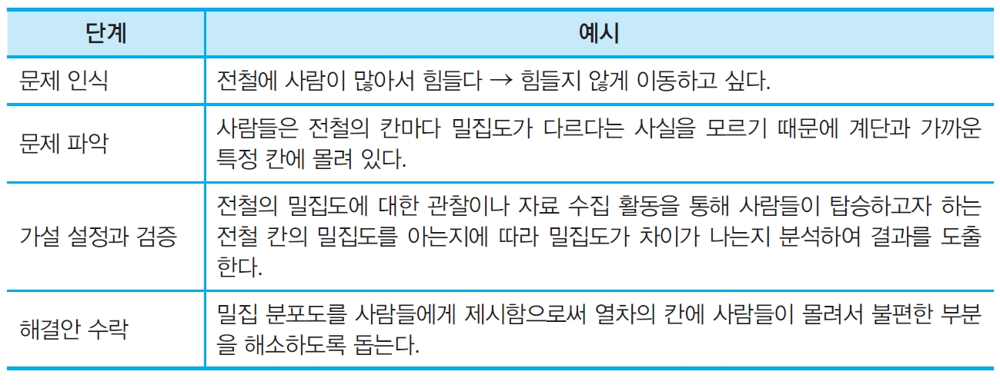 단계
예시
문제 인식
전철에 사람이 많아서 힘들다 → 힘들지 않게 이동하고 싶다.
문제 파악
사람들은 전철의 칸마다 밀집도가 다르다는 사실을 모르기 때문에 계단과 가까운
특정 칸에 몰려 있다.
가설 설정과 검증
전철의 밀집도에 대한 관찰이나 자료 수집 활동을 통해 사람들이 탑승하고자 하는
전철 칸의 밀집도를 아는지에 따라 밀집도가 차이가 나는지 분석하여 결과를 도출
한다.
해결안 수락
밀집 분포도를 사람들에게 제시함으로써 열차의 칸에 사람들이 몰려서 불편한 부분
을 해소하도록 돕는다.